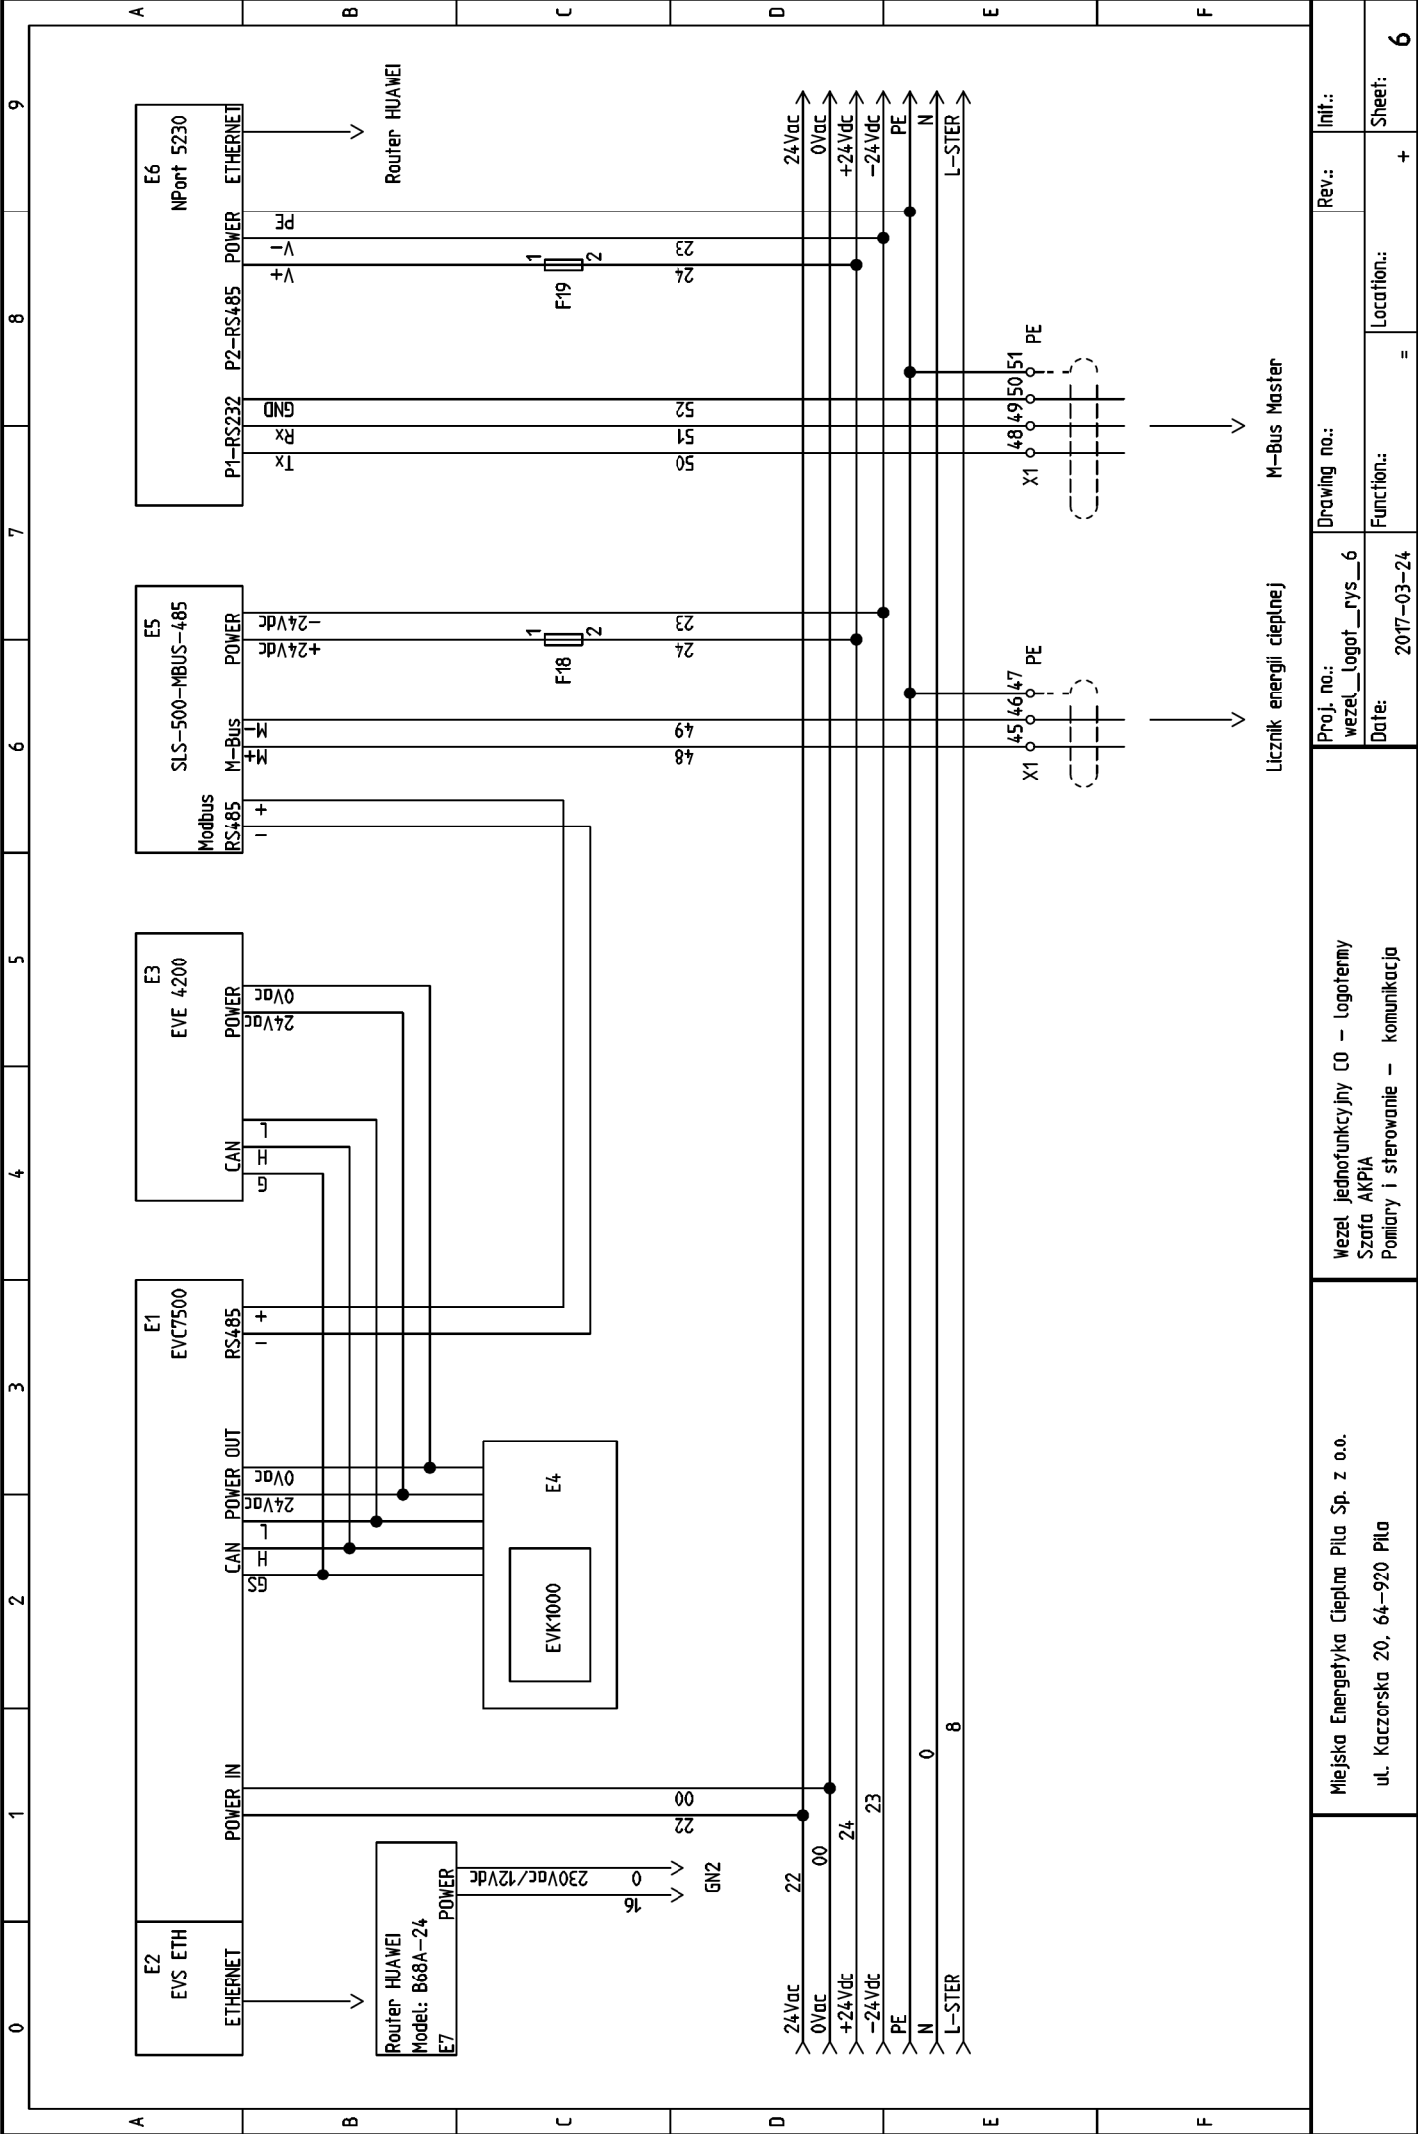 0 1 2 3 4 5 6 7 8 9
A
B
C
D
E
F
A
B
C
D
E
F
E2
EVS ETH
ETHERNET
E1
EVC7500
POWER IN
CAN
POWER OUT
RS485
GS
H
L
24Vac
0Vac
-
+
E3
EVE 4200
CAN
POWER
G
H
L
24Vac
0Vac
E5
SLS-500-MBUS-485
Modbus
RS485
M-Bus
POWER
-
+
M+
M-
+24Vdc
-24Vdc
E6
NPort 5230
P1-RS232
P2-RS485
POWER
ETHERNET
Tx
Rx
GND
V+
V-
PE
Router HUAWEI
Router HUAWEI
Model: B68A-24
E7
POWER
230Vac/12Vdc
16
0
GN2
E4
EVK1000
F18
1
2
F19
1
2
22
00
48
49
24
23
50
51
52
24
23
24Vac
22
24Vac
0Vac
00
0Vac
+24Vdc
24
+24Vdc
-24Vdc
23
-24Vdc
PE
PE
N
0
N
L-STER
8
L-STER
X1
45 46 47
PE
X1
48 49 50 51
PE
Licznik energii cieplnej
M-Bus Master
Miejska Energetyka Cieplna Pila Sp. z o.o.
ul. Kaczorska 20, 64-920 Pila
Wezel jednofunkcyjny CO - logotermy
Szafa AKPiA
Pomiary i sterowanie - komunikacja
Proj. no.:
wezel__logot__rys__6
Date:
2017-03-24
Drawing no.:
Rev.:
Init.:
Function.:
=
Location.:
+
Sheet:
6